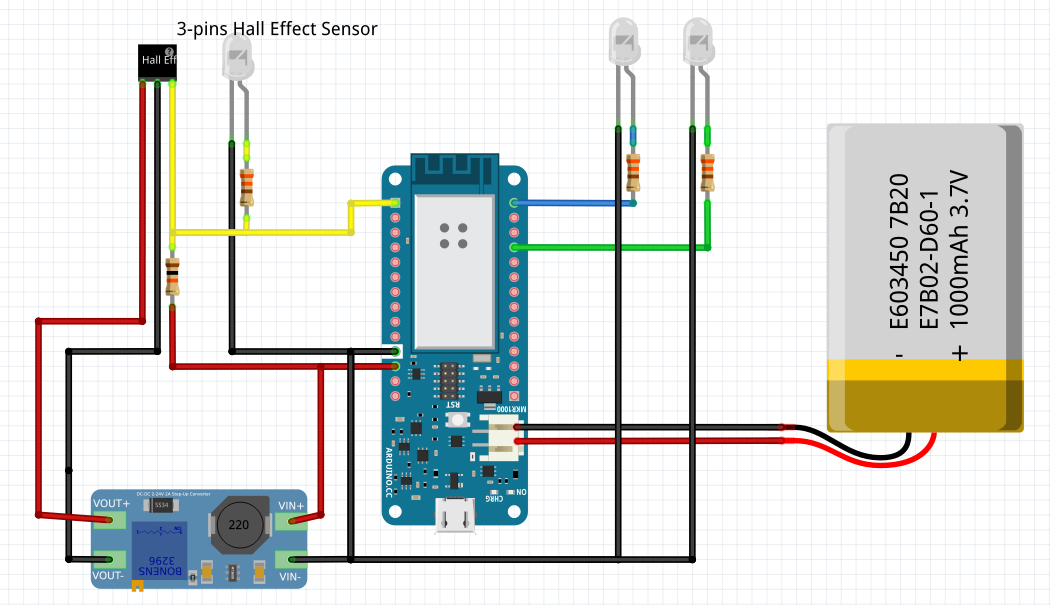 3-pins Hall Effect Sensor
Hall Eff
E603450 7B20
E7B02-D60-1
1000mAh 3.7V
-
+
RST
MKR1000
ARDUINO.CC
CHRG
ON
DC-DC 2-24V-2A Step-Up Converter
VOUT+
SS34
VIN+
220
3296
BONENS
VOUT-
VIN-